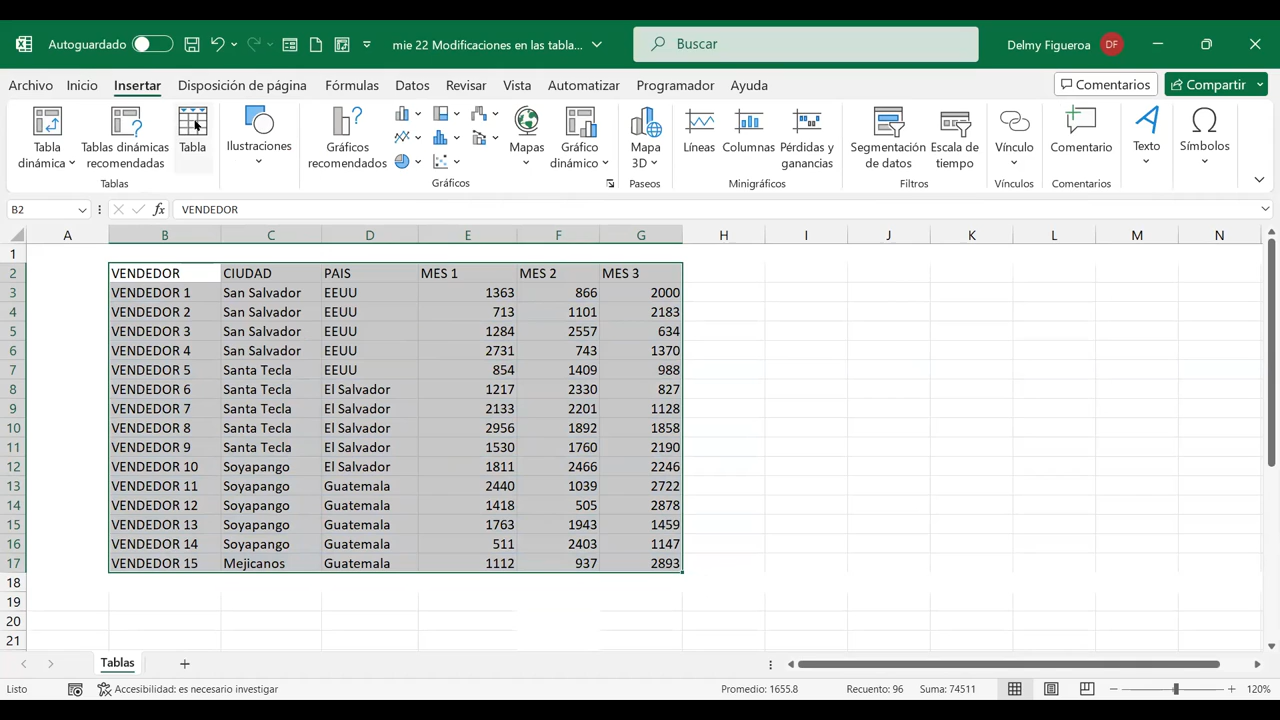 Autoguardado mie 22 Modificaciones en las tabla... Buscar Delmy Figueroa DF
Archivo Inicio Insertar Disposición de página Fórmulas Datos Revisar Vista Automatizar Programador Ayuda Comentarios Compartir
Tabla dinámica
Tablas dinámicas recomendadas
Tabla
Ilustraciones
Gráficos recomendados
Mapas
Gráfico dinámico
Mapa 3D
Líneas
Columnas
Pérdidas y ganancias
Segmentación de datos
Escala de tiempo
Vínculo
Comentario
Texto
Símbolos
Tablas Gráficos Paseos Minigráficos Filtros Vínculos Comentarios
B2 fx VENDEDOR
A B C D E F G H I J K L M N
1
2 VENDEDOR CIUDAD PAIS MES 1 MES 2 MES 3
3 VENDEDOR 1 San Salvador EEUU 1363 866 2000
4 VENDEDOR 2 San Salvador EEUU 713 1101 2183
5 VENDEDOR 3 San Salvador EEUU 1284 2557 634
6 VENDEDOR 4 San Salvador EEUU 2731 743 1370
7 VENDEDOR 5 Santa Tecla EEUU 854 1409 988
8 VENDEDOR 6 Santa Tecla El Salvador 1217 2330 827
9 VENDEDOR 7 Santa Tecla El Salvador 2133 2201 1128
10 VENDEDOR 8 Santa Tecla El Salvador 2956 1892 1858
11 VENDEDOR 9 Santa Tecla El Salvador 1530 1760 2190
12 VENDEDOR 10 Soyapango El Salvador 1811 2466 2246
13 VENDEDOR 11 Soyapango Guatemala 2440 1039 2722
14 VENDEDOR 12 Soyapango Guatemala 1418 505 2878
15 VENDEDOR 13 Soyapango Guatemala 1763 1943 1459
16 VENDEDOR 14 Soyapango Guatemala 511 2403 1147
17 VENDEDOR 15 Mejicanos Guatemala 1112 937 2893
18
19
20
21
Tablas
Listo Accesibilidad: es necesario investigar Promedio: 1655.8 Recuento: 96 Suma: 74511 120%